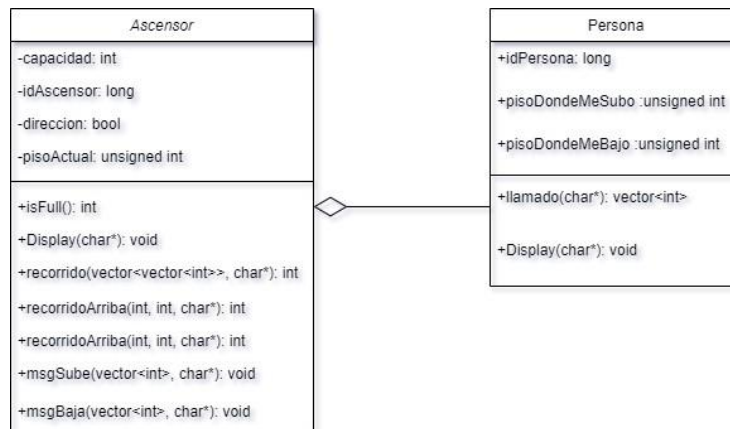 Ascensor
-capacidad: int
-idAscensor: long
-direccion: bool
-pisoActual: unsigned int
+isFull(): int
+Display(char*): void
+recorrido(vector<vector<int>>, char*): int
+recorridoArriba(int, int, char*): int
+recorridoArriba(int, int, char*): int
+msgSube(vector<int>, char*): void
+msgBaja(vector<int>, char*): void
Persona
+idPersona: long
+pisoDondeMeSubo :unsigned int
+pisoDondeMeBajo :unsigned int
+llamado(char*): vector<int>
+Display(char*): void